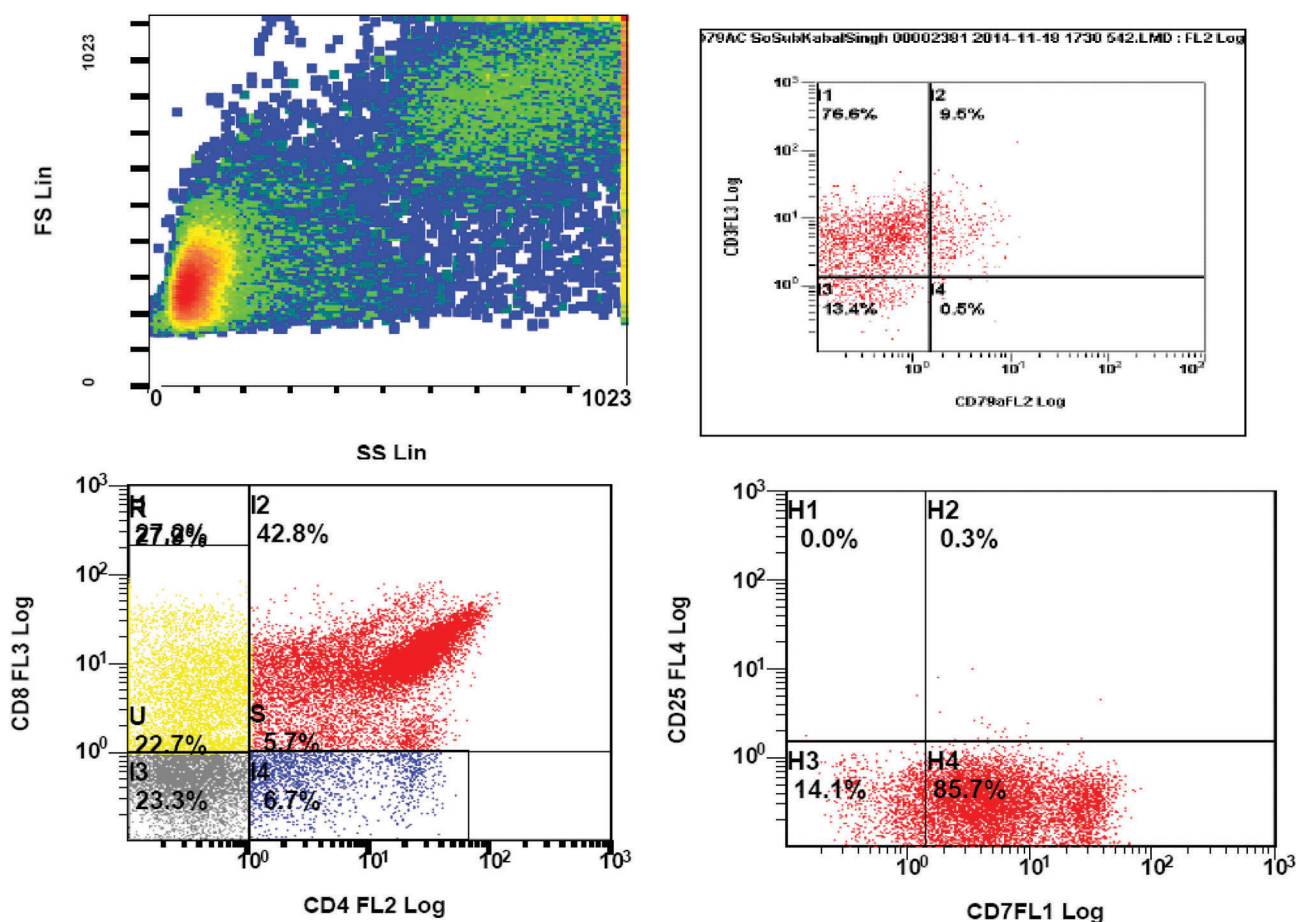 1023
FS Lin
0
0
1023
SS Lin
079AC SoSubKabalSingh 00002391 2014-11-19 1730 542.LMD : FL2 Log
10³
10²
10¹
10⁰
CD3FL3 Log
I1
76.6%
I2
9.5%
I3
13.4%
I4
0.5%
10⁰
10¹
10²
10³
CD79aFL2 Log
10³
10²
10¹
10⁰
CD8 FL3 Log
R
I2
42.8%
U
22.7%
S
5.7%
I3
23.3%
I4
6.7%
10⁰
10¹
10²
10³
CD4 FL2 Log
10³
10²
10¹
10⁰
CD25 FL4 Log
H1
0.0%
H2
0.3%
H3
14.1%
H4
85.7%
10⁰
10¹
10²
10³
CD7FL1 Log